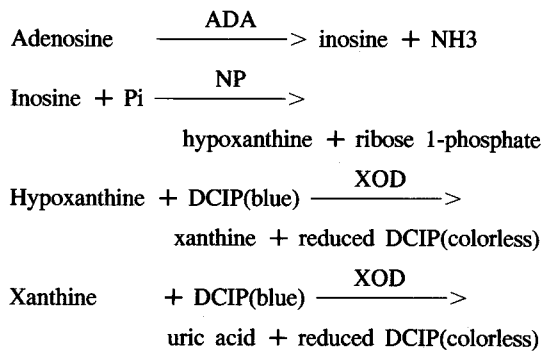 ADA
Adenosine ———> inosine + NH3
NP
Inosine + Pi ———>
hypoxanthine + ribose 1-phosphate
XOD
Hypoxanthine + DCIP(blue) ———>
xanthine + reduced DCIP(colorless)
XOD
Xanthine + DCIP(blue) ———>
uric acid + reduced DCIP(colorless)